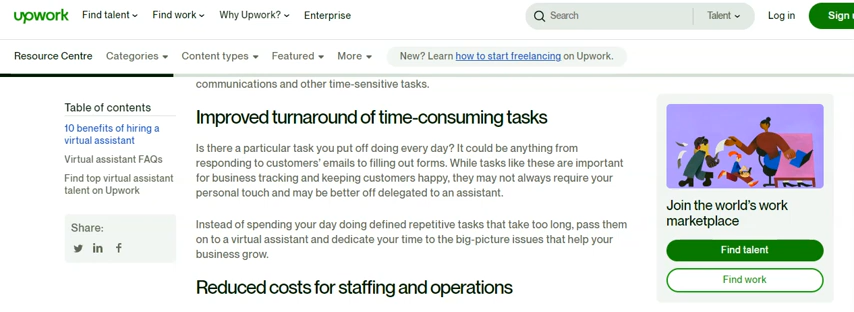 upwork Find talent Find work Why Upwork? Enterprise Search Talent Log in Sign
Resource Centre Categories Content types Featured More New? Learn how to start freelancing on Upwork.
communications and other time-sensitive tasks.
Table of contents
10 benefits of hiring a
virtual assistant
Virtual assistant FAQs
Find top virtual assistant
talent on Upwork
Share:
Improved turnaround of time-consuming tasks
Is there a particular task you put off doing every day? It could be anything from
responding to customers' emails to filling out forms. While tasks like these are important
for business tracking and keeping customers happy, they may not always require your
personal touch and may be better off delegated to an assistant.
Instead of spending your day doing defined repetitive tasks that take too long, pass them
on to a virtual assistant and dedicate your time to the big-picture issues that help your
business grow.
Reduced costs for staffing and operations
Join the world's work
marketplace
Find talent
Find work